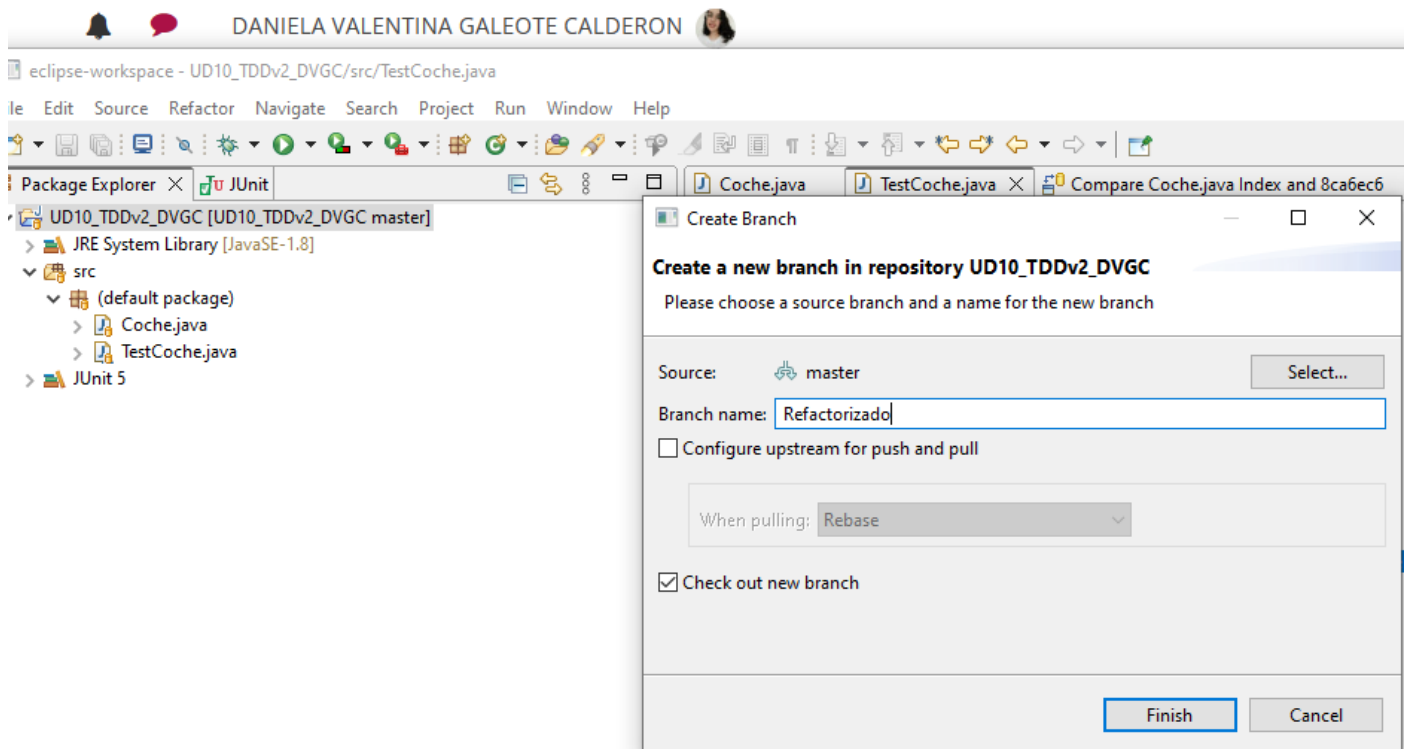 DANIELA VALENTINA GALEOTE CALDERON
eclipse-workspace - UD10_TDDv2_DVGC/src/TestCoche.java
ile Edit Source Refactor Navigate Search Project Run Window Help
Package Explorer JUnit Coche.java TestCoche.java Compare Coche.java Index and 8ca6ec6
UD10_TDDv2_DVGC [UD10_TDDv2_DVGC master]
JRE System Library [JavaSE-1.8]
src
(default package)
Coche.java
TestCoche.java
JUnit 5
Create Branch
Create a new branch in repository UD10_TDDv2_DVGC
Please choose a source branch and a name for the new branch
Source: master Select...
Branch name: Refactorizado
Configure upstream for push and pull
When pulling: Rebase
Check out new branch
Finish Cancel